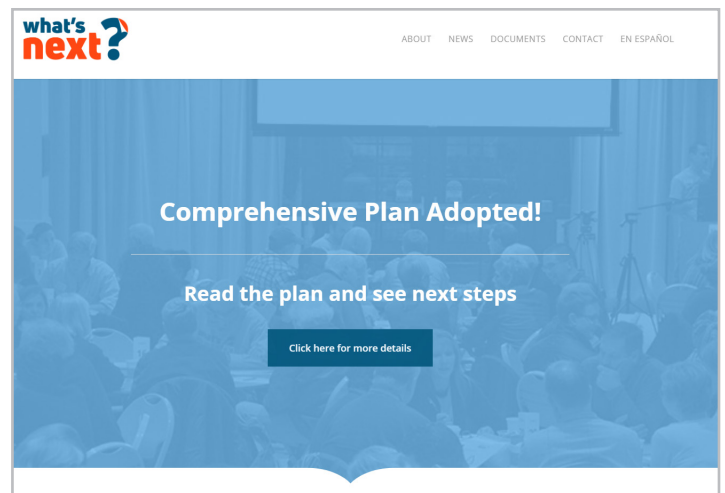 what's
next?
ABOUT NEWS DOCUMENTS CONTACT EN ESPAÑOL
Comprehensive Plan Adopted!
Read the plan and see next steps
Click here for more details